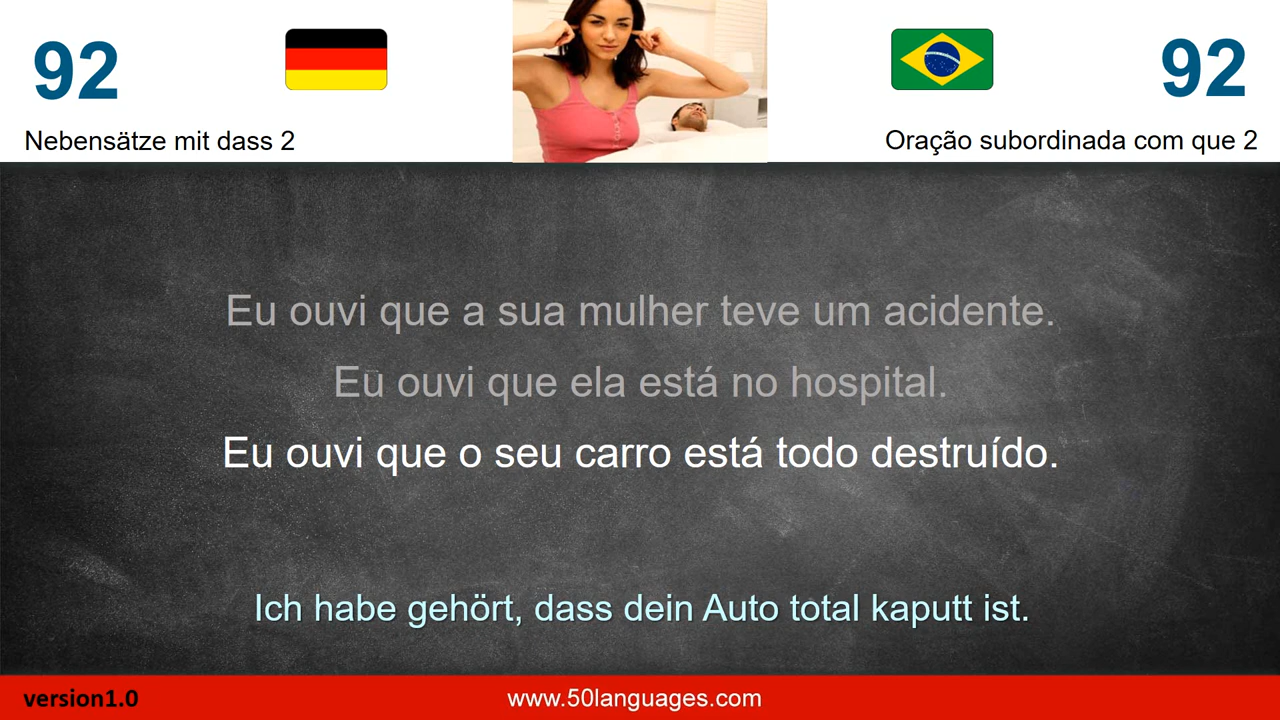 92
92
Nebensätze mit dass 2
Oração subordinada com que 2
Eu ouvi que a sua mulher teve um acidente.
Eu ouvi que ela está no hospital.
Eu ouvi que o seu carro está todo destruído.
Ich habe gehört, dass dein Auto total kaputt ist.
version1.0
www.50languages.com